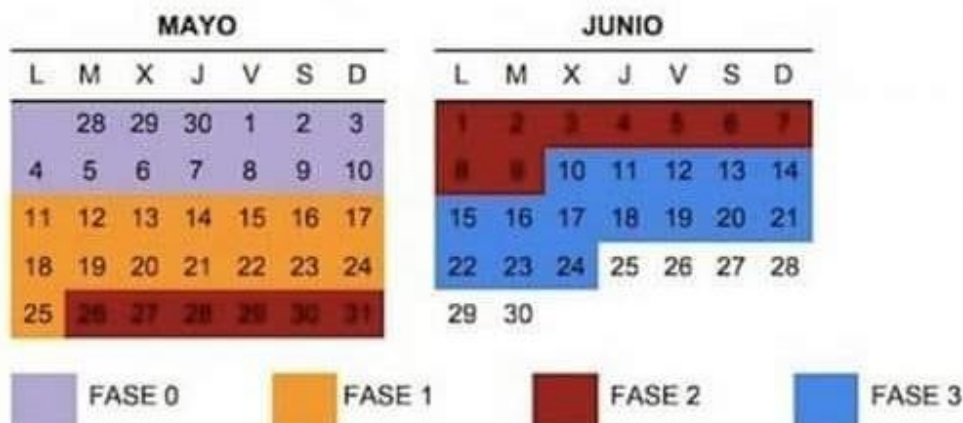 MAYO
L M X J V S D
28 29 30 1 2 3
4 5 6 7 8 9 10
11 12 13 14 15 16 17
18 19 20 21 22 23 24
25 26 27 28 29 30 31
JUNIO
L M X J V S D
1 2 3 4 5 6 7
8 9 10 11 12 13 14
15 16 17 18 19 20 21
22 23 24 25 26 27 28
29 30
FASE 0 FASE 1 FASE 2 FASE 3